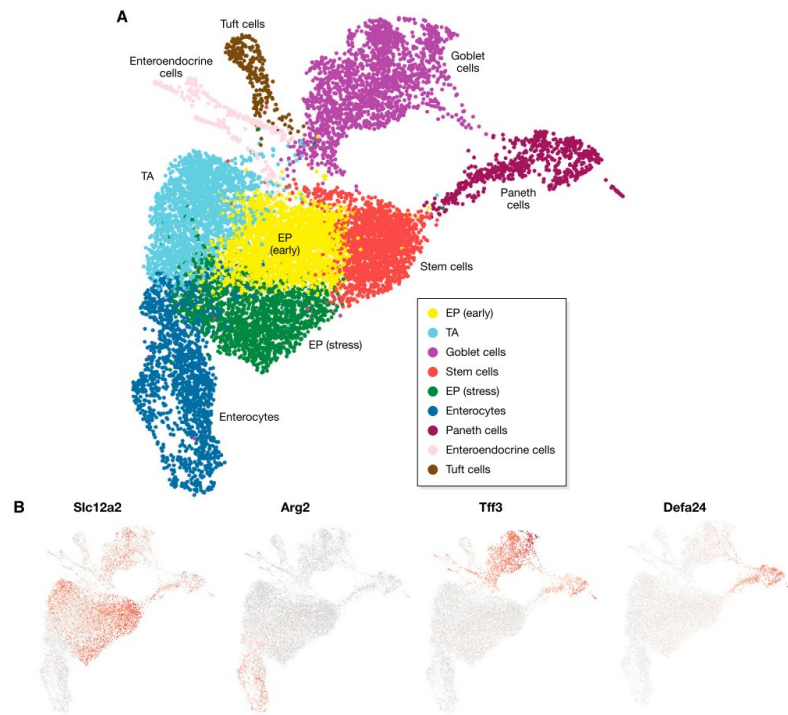 A
Tuft cells
Enteroendocrine
cells
Goblet
cells
TA
Paneth
cells
EP
(early)
Stem cells
EP (stress)
Enterocytes
EP (early)
TA
Goblet cells
Stem cells
EP (stress)
Enterocytes
Paneth cells
Enteroendocrine cells
Tuft cells
B
Slc12a2
Arg2
Tff3
Defa24